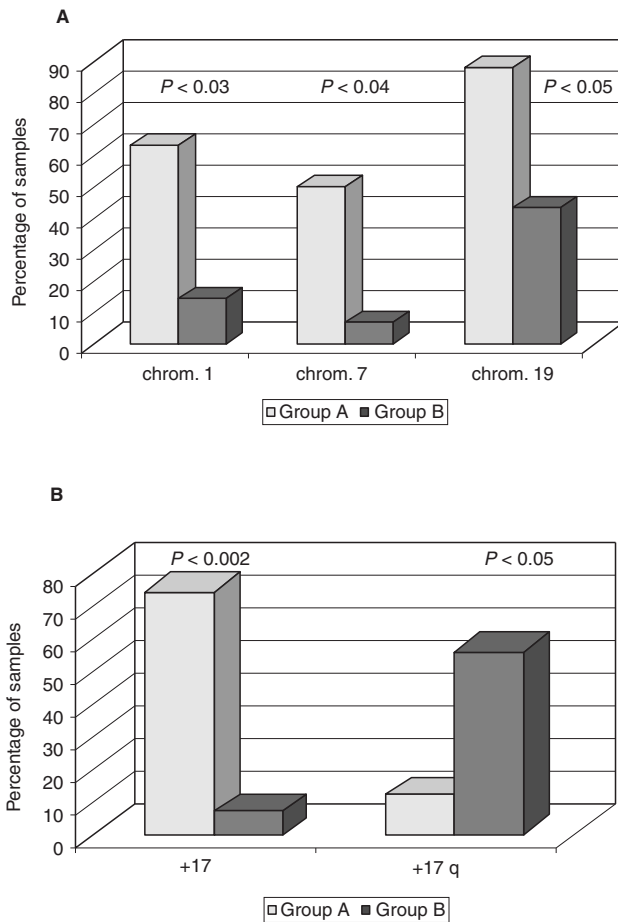 A
P < 0.03 P < 0.04 P < 0.05
Percentage of samples
90
80
70
60
50
40
30
20
10
0
chrom. 1 chrom. 7 chrom. 19
Group A Group B
B
P < 0.002 P < 0.05
Percentage of samples
80
70
60
50
40
30
20
10
0
+17 +17 q
Group A Group B